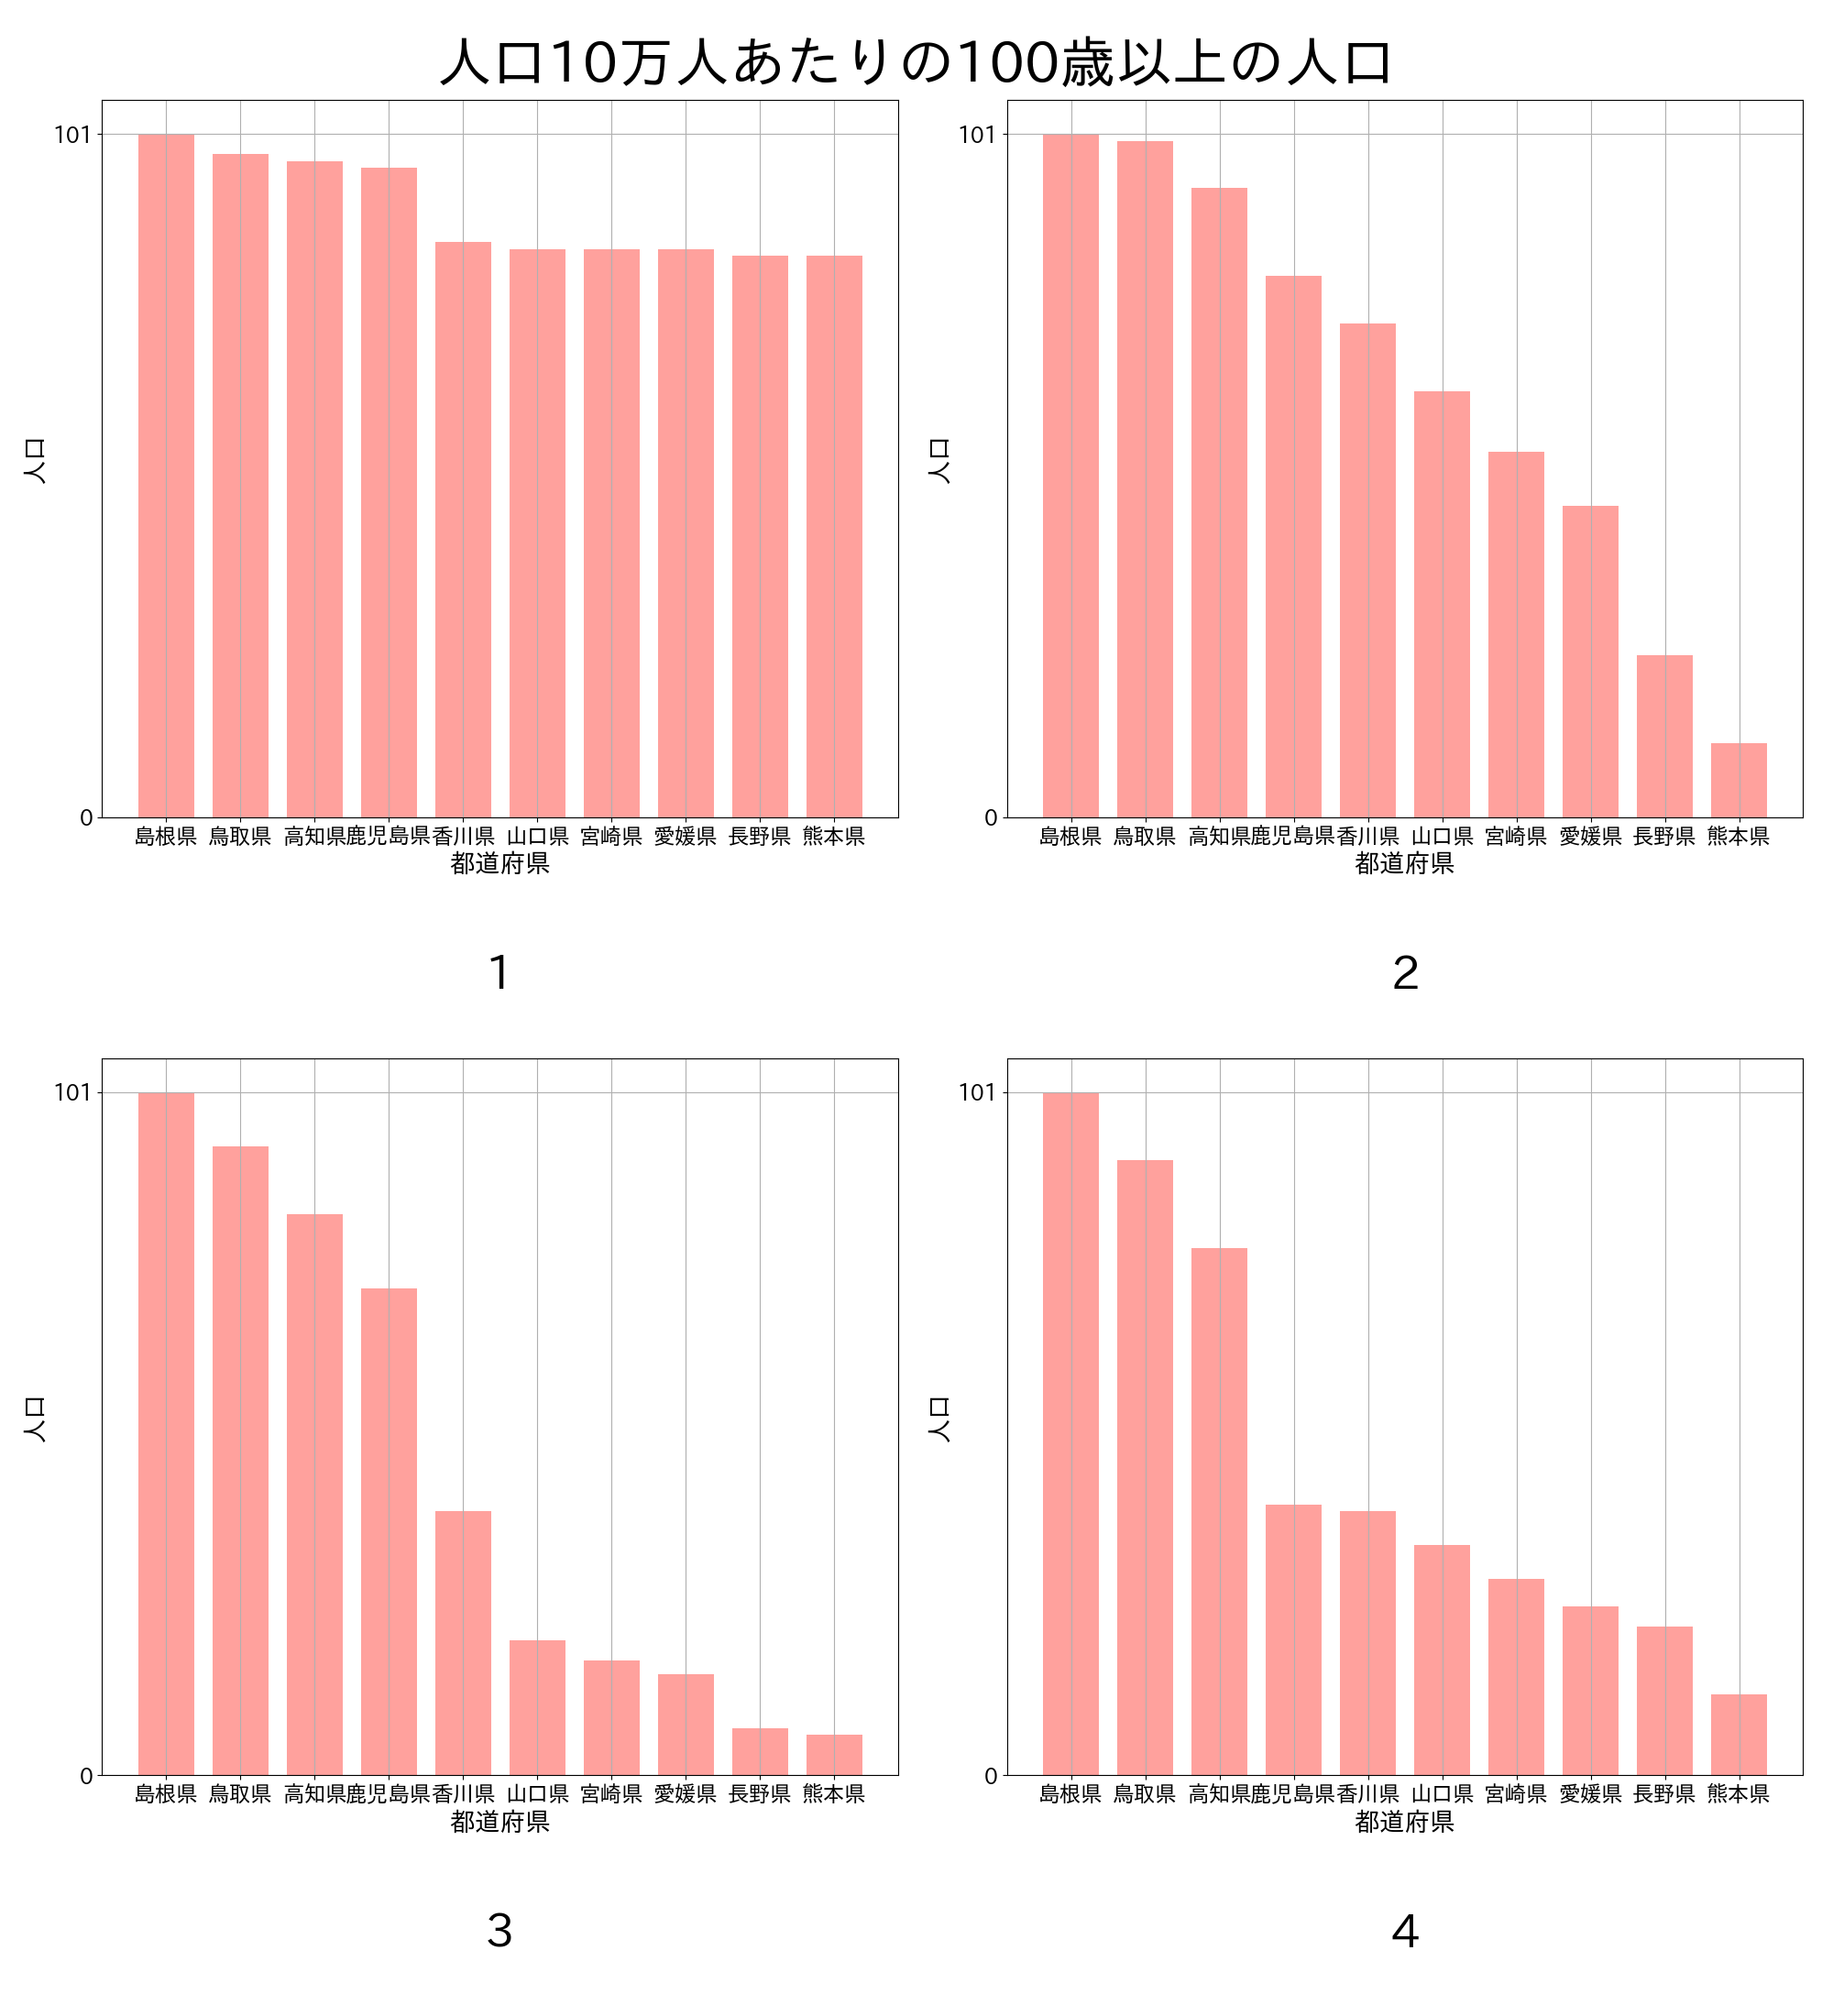 人口10万人あたりの100歳以上の人口
101
0
人口
島根県 鳥取県 高知県 鹿児島県 香川県 山口県 宮崎県 愛媛県 長野県 熊本県
都道府県
1
101
0
人口
島根県 鳥取県 高知県 鹿児島県 香川県 山口県 宮崎県 愛媛県 長野県 熊本県
都道府県
2
101
0
人口
島根県 鳥取県 高知県 鹿児島県 香川県 山口県 宮崎県 愛媛県 長野県 熊本県
都道府県
3
101
0
人口
島根県 鳥取県 高知県 鹿児島県 香川県 山口県 宮崎県 愛媛県 長野県 熊本県
都道府県
4